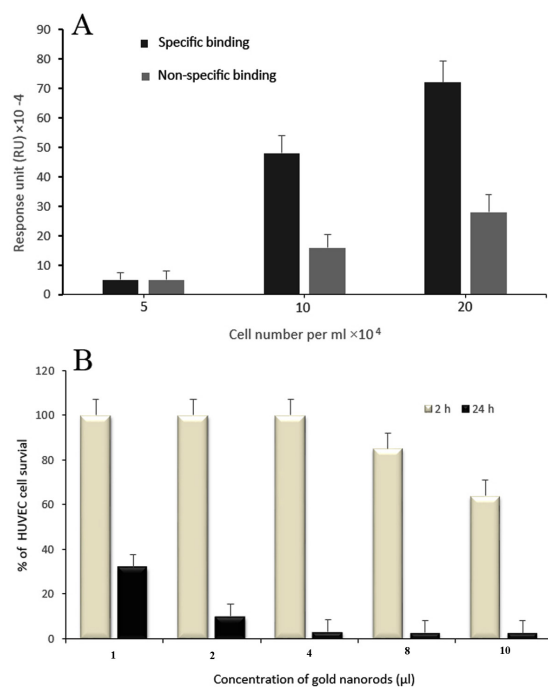 A
Specific binding
Non-specific binding
Response unit (RU) ×10 -4
90
80
70
60
50
40
30
20
10
0
5
10
20
Cell number per ml ×10⁴
B
2 h
24 h
% of HUVEC cell survial
120
100
80
60
40
20
0
1
2
4
8
10
Concentration of gold nanorods (µl)